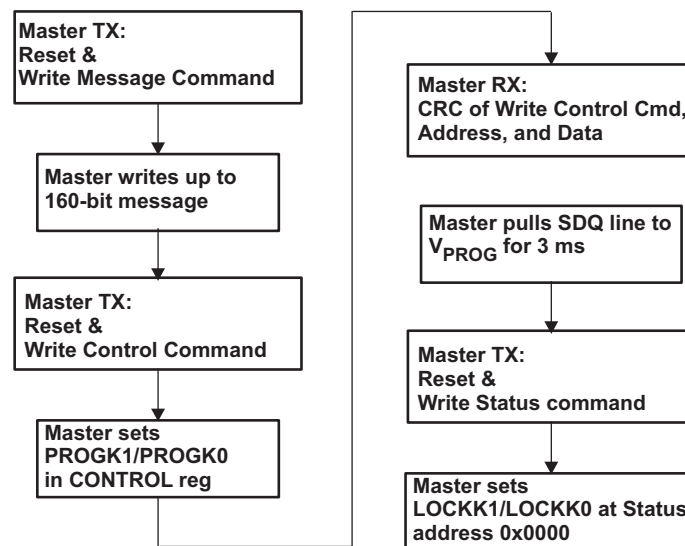 Master TX:
Reset &
Write Message Command
Master writes up to
160-bit message
Master TX:
Reset &
Write Control Command
Master sets
PROGK1/PROGK0
in CONTROL reg
Master RX:
CRC of Write Control Cmd,
Address, and Data
Master pulls SDQ line to
VPROG for 3 ms
Master TX:
Reset &
Write Status command
Master sets
LOCKK1/LOCKK0 at Status
address 0x0000